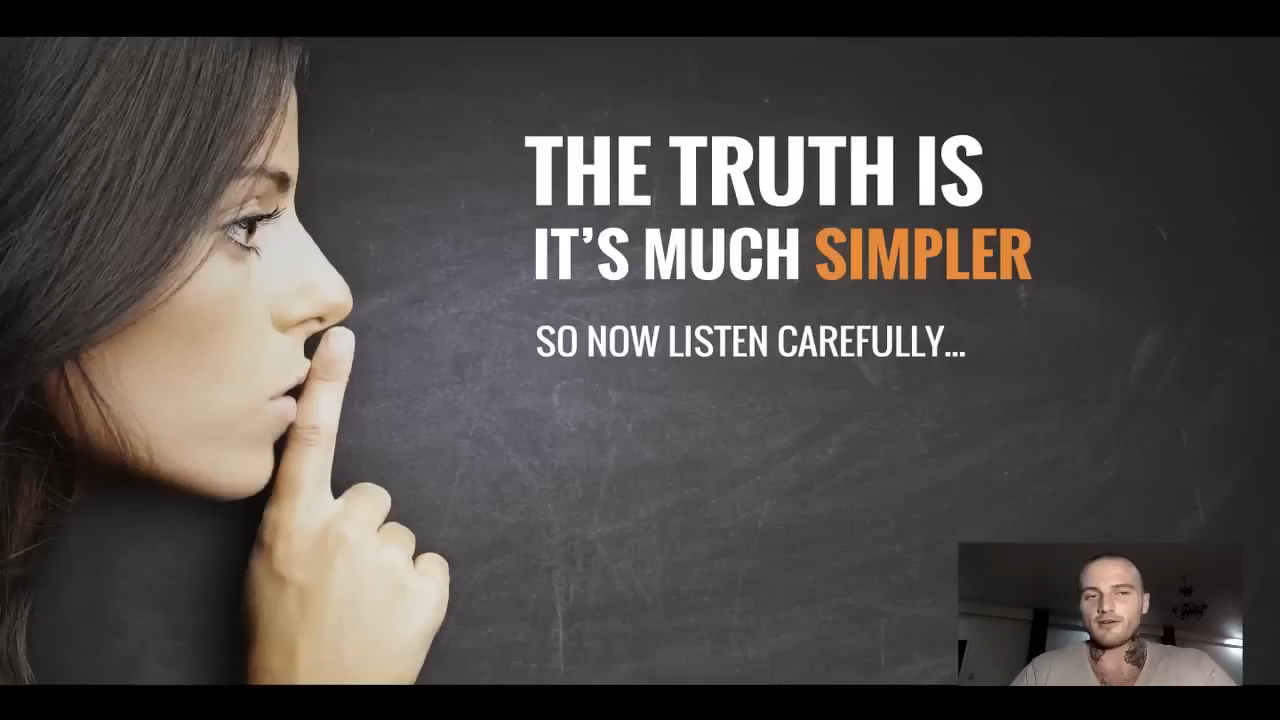 THE TRUTH IS
IT’S MUCH SIMPLER
SO NOW LISTEN CAREFULLY...